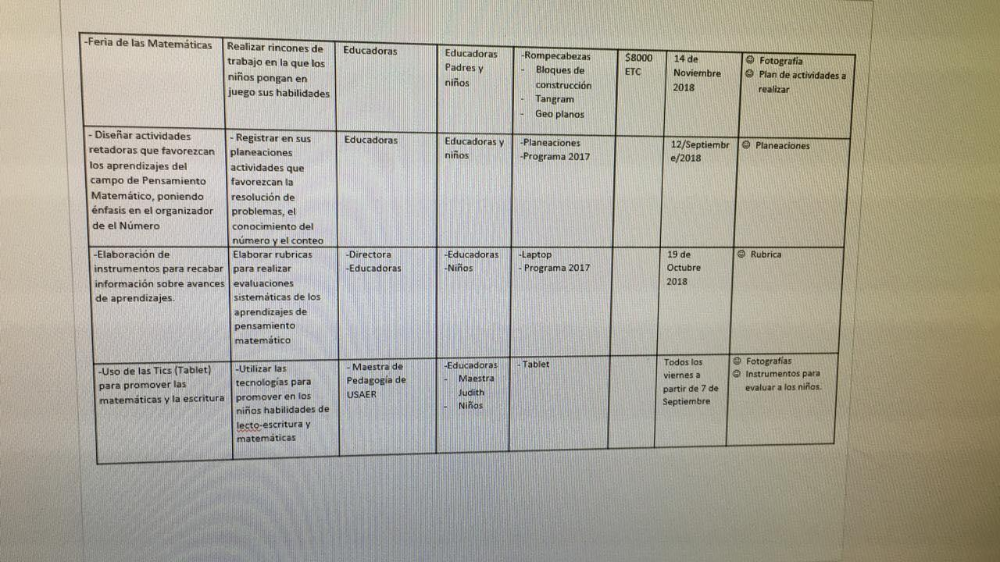 -Feria de las Matemáticas
Realizar rincones de
trabajo en la que los
niños pongan en
juego sus habilidades
Educadoras
Educadoras
Padres y
niños
-Rompecabezas
- Bloques de
construcción
- Tangram
- Geo planos
$8000
ETC
14 de
Noviembre
2018
☺ Fotografía
☺ Plan de actividades a
realizar
- Diseñar actividades
retadoras que favorezcan
los aprendizajes del
campo de Pensamiento
Matemático, poniendo
énfasis en el organizador
de el Número
- Registrar en sus
planeaciones
actividades que
favorezcan la
resolución de
problemas, el
conocimiento del
número y el conteo
Educadoras
Educadoras y
niños
-Planeaciones
-Programa 2017
12/Septiembr
e/2018
☺ Planeaciones
-Elaboración de
instrumentos para recabar
información sobre avances
de aprendizajes.
Elaborar rubricas
para realizar
evaluaciones
sistemáticas de los
aprendizajes de
pensamiento
matemático
-Directora
-Educadoras
-Educadoras
-Niños
-Laptop
- Programa 2017
19 de
Octubre
2018
☺ Rubrica
-Uso de las Tics (Tablet)
para promover las
matemáticas y la escritura
-Utilizar las
tecnologías para
promover en los
niños habilidades de
lecto-escritura y
matemáticas
- Maestra de
Pedagogía de
USAER
-Educadoras
- Maestra
Judith
- Niños
- Tablet
Todos los
viernes a
partir de 7 de
Septiembre
☺ Fotografías
☺ Instrumentos para
evaluar a los niños.